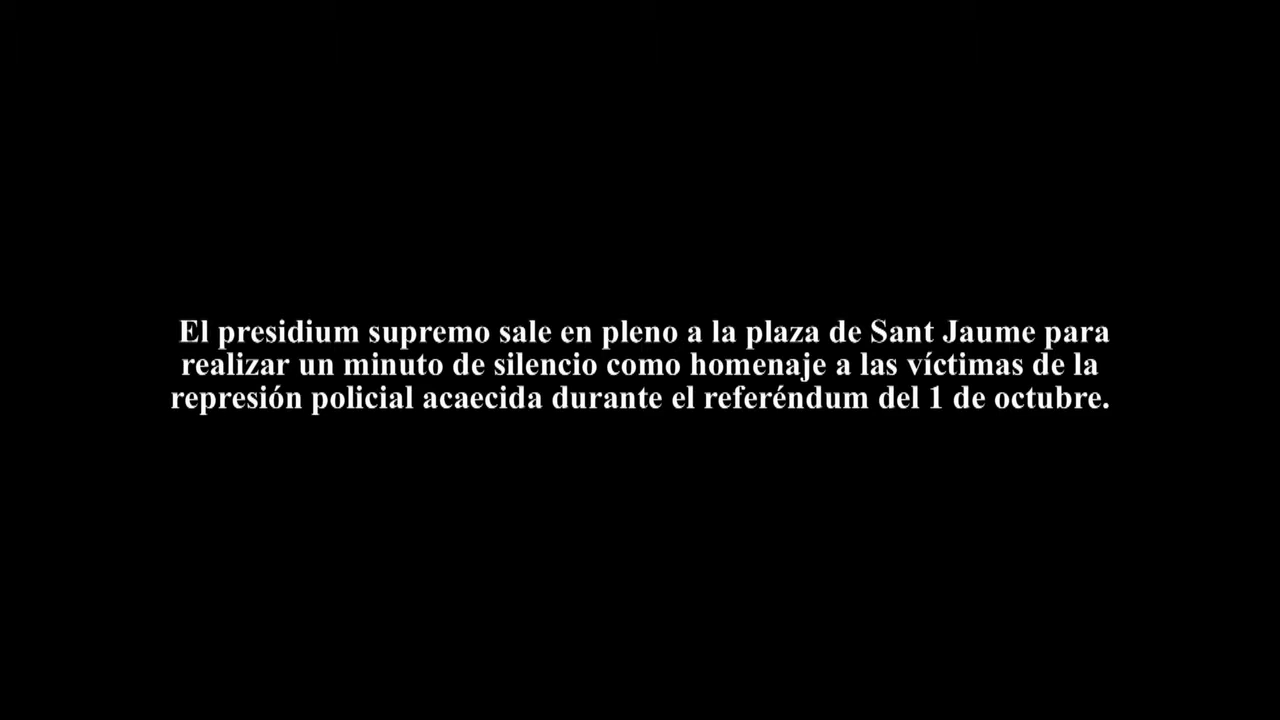 El presidium supremo sale en pleno a la plaza de Sant Jaume para
realizar un minuto de silencio como homenaje a las víctimas de la
represión policial acaecida durante el referéndum del 1 de octubre.